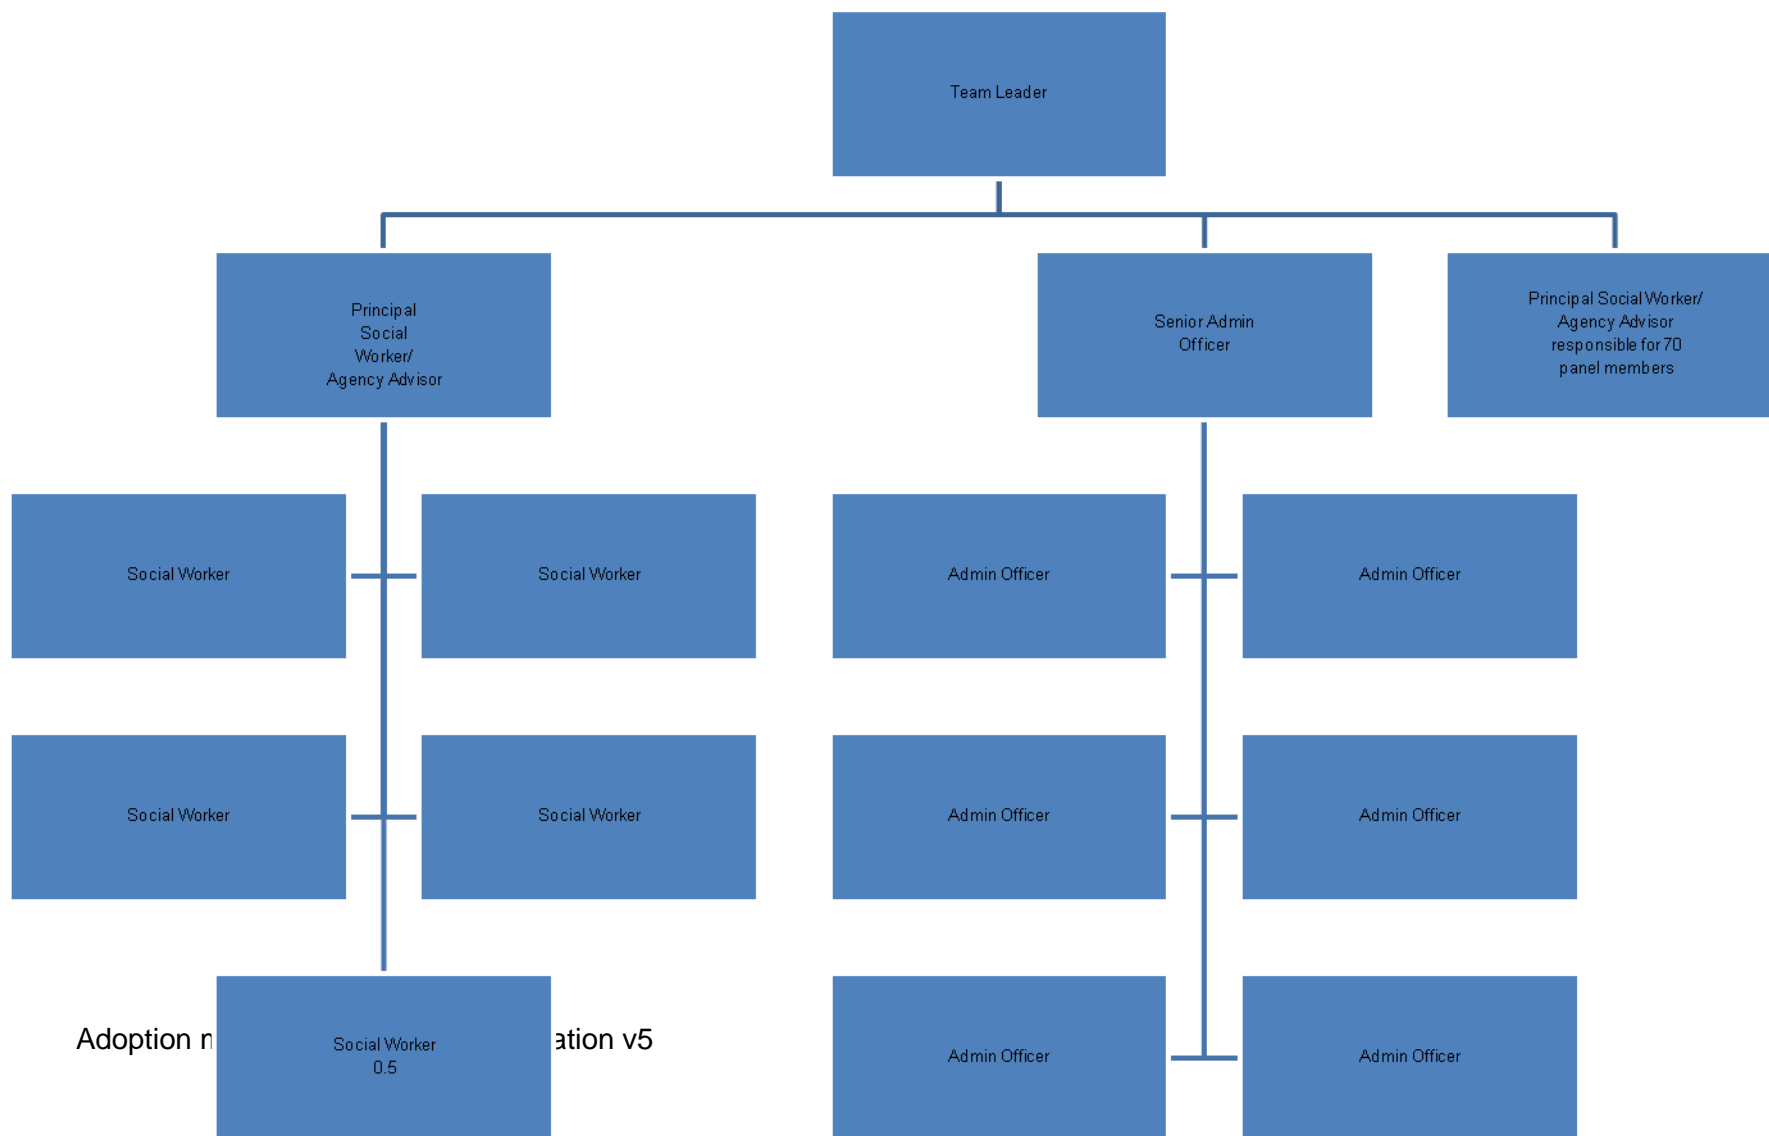 Team Leader
Principal
Social
Worker/
Agency Advisor
Senior Admin
Officer
Principal Social Worker/
Agency Advisor
responsible for 70
panel members
Social Worker
Social Worker
Admin Officer
Admin Officer
Social Worker
Social Worker
Admin Officer
Admin Officer
Adoption
v5
Social Worker
0.5
Admin Officer
Admin Officer